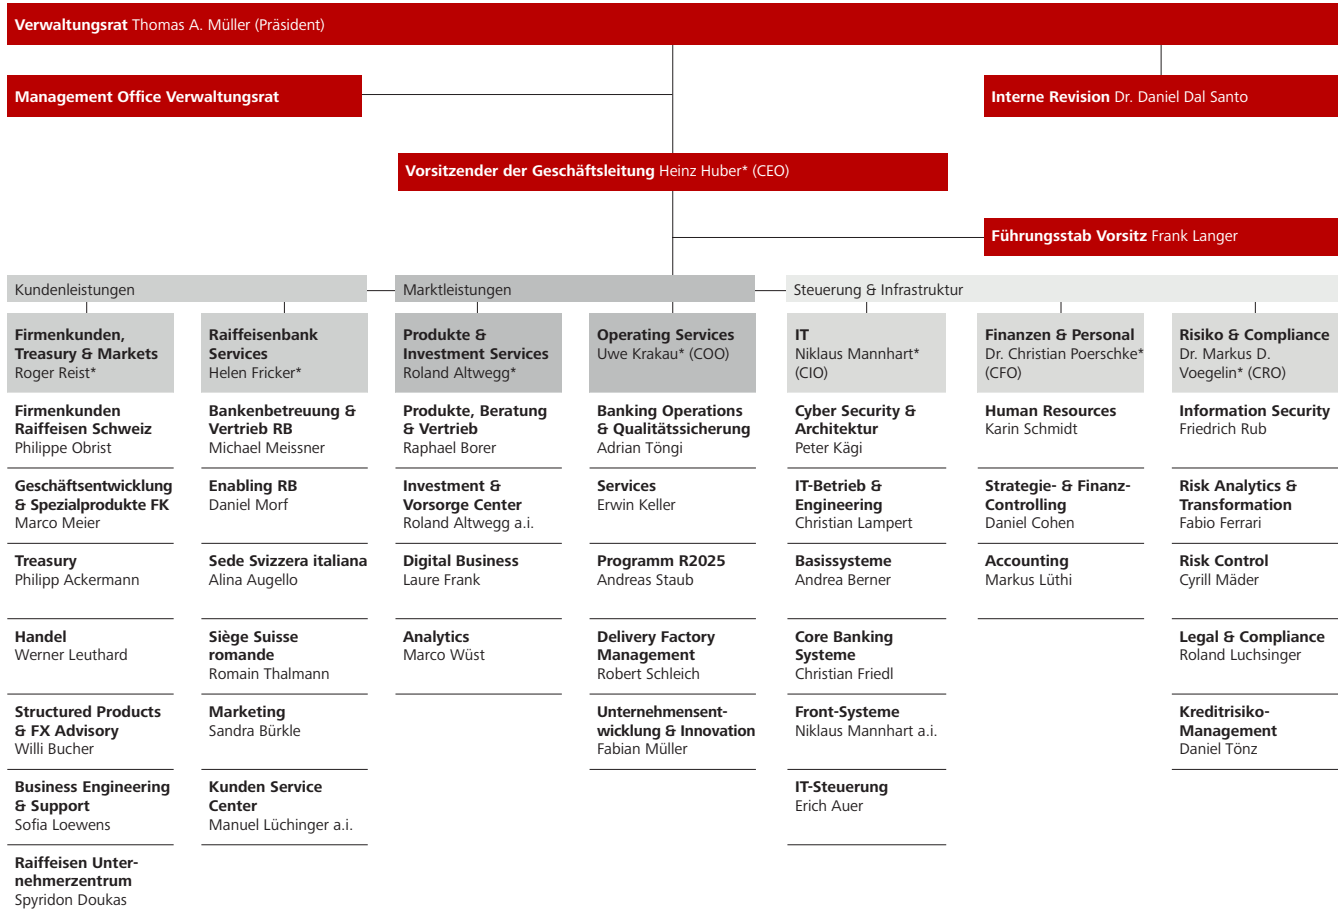 Verwaltungsrat Thomas A. Müller (Präsident)
Management Office Verwaltungsrat
Interne Revision Dr. Daniel Dal Santo
Vorsitzender der Geschäftsleitung Heinz Huber* (CEO)
Führungsstab Vorsitz Frank Langer
Kundenleistungen
Marktleistungen
Steuerung & Infrastruktur
Firmenkunden,
Treasury & Markets
Roger Reist*
Raiffeisenbank
Services
Helen Fricker*
Produkte &
Investment Services
Roland Altwegg*
Operating Services
Uwe Krakau* (COO)
IT
Niklaus Mannhart*
(CIO)
Finanzen & Personal
Dr. Christian Poerschke*
(CFO)
Risiko & Compliance
Dr. Markus D.
Voegelin* (CRO)
Firmenkunden
Raiffeisen Schweiz
Philippe Obrist
Bankenbetreuung &
Vertrieb RB
Michael Meissner
Produkte, Beratung
& Vertrieb
Raphael Borer
Banking Operations
& Qualitätssicherung
Adrian Töngi
Cyber Security &
Architektur
Peter Kägi
Human Resources
Karin Schmidt
Information Security
Friedrich Rub
Geschäftsentwicklung
& Spezialprodukte FK
Marco Meier
Enabling RB
Daniel Morf
Investment &
Vorsorge Center
Roland Altwegg a.i.
Services
Erwin Keller
IT-Betrieb &
Engineering
Christian Lampert
Strategie- & Finanz-
Controlling
Daniel Cohen
Risk Analytics &
Transformation
Fabio Ferrari
Treasury
Philipp Ackermann
Sede Svizzera italiana
Alina Augello
Digital Business
Laure Frank
Programm R2025
Andreas Staub
Basissysteme
Andrea Berner
Accounting
Markus Lüthi
Risk Control
Cyrill Mäder
Handel
Werner Leuthard
Siège Suisse
romande
Romain Thalmann
Analytics
Marco Wüst
Delivery Factory
Management
Robert Schleich
Core Banking
Systeme
Christian Friedl
Legal & Compliance
Roland Luchsinger
Structured Products
& FX Advisory
Willi Bucher
Marketing
Sandra Bürkle
Unternehmensent-
wicklung & Innovation
Fabian Müller
Front-Systeme
Niklaus Mannhart a.i.
Kreditrisiko-
Management
Daniel Tönz
Business Engineering
& Support
Sofia Loewens
Kunden Service
Center
Manuel Lüchinger a.i.
IT-Steuerung
Erich Auer
Raiffeisen Unter-
nehmerzentrum
Spyridon Doukas